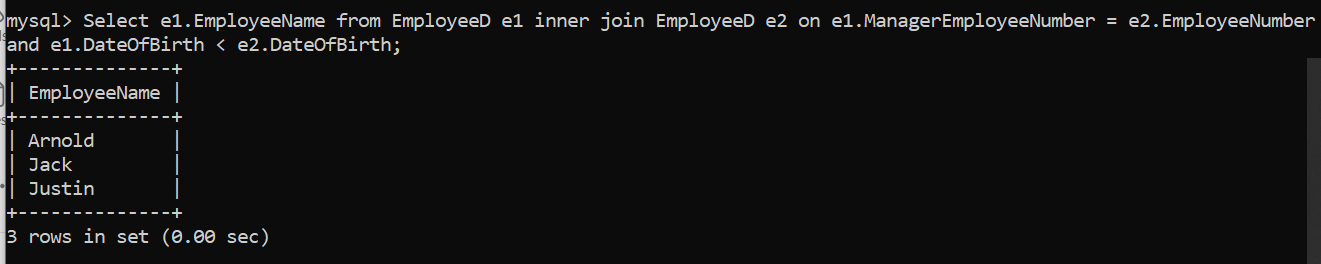 mysql> Select e1.EmployeeName from EmployeeD e1 inner join EmployeeD e2 on e1.ManagerEmployeeNumber = e2.EmployeeNumber
and e1.DateOfBirth < e2.DateOfBirth;
+--------------+
| EmployeeName |
+--------------+
| Arnold       |
| Jack         |
| Justin       |
+--------------+
3 rows in set (0.00 sec)